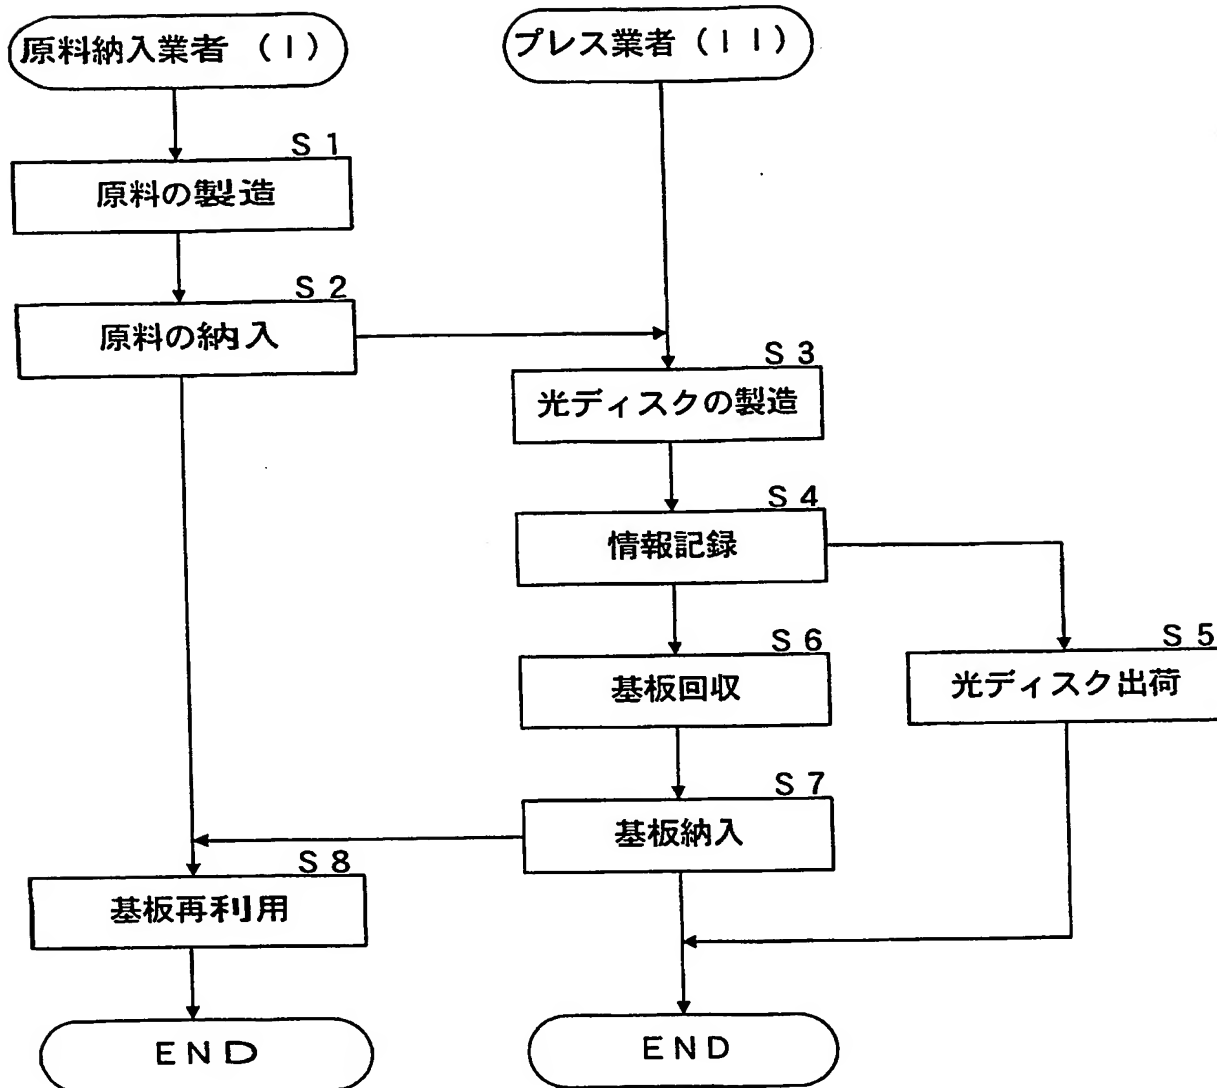 原料納入業者 (I)
プレス業者 (II)
S1
原料の製造
S2
原料の納入
S3
光ディスクの製造
S4
情報記録
S5
光ディスク出荷
S6
基板回収
S7
基板納入
S8
基板再利用
END
END